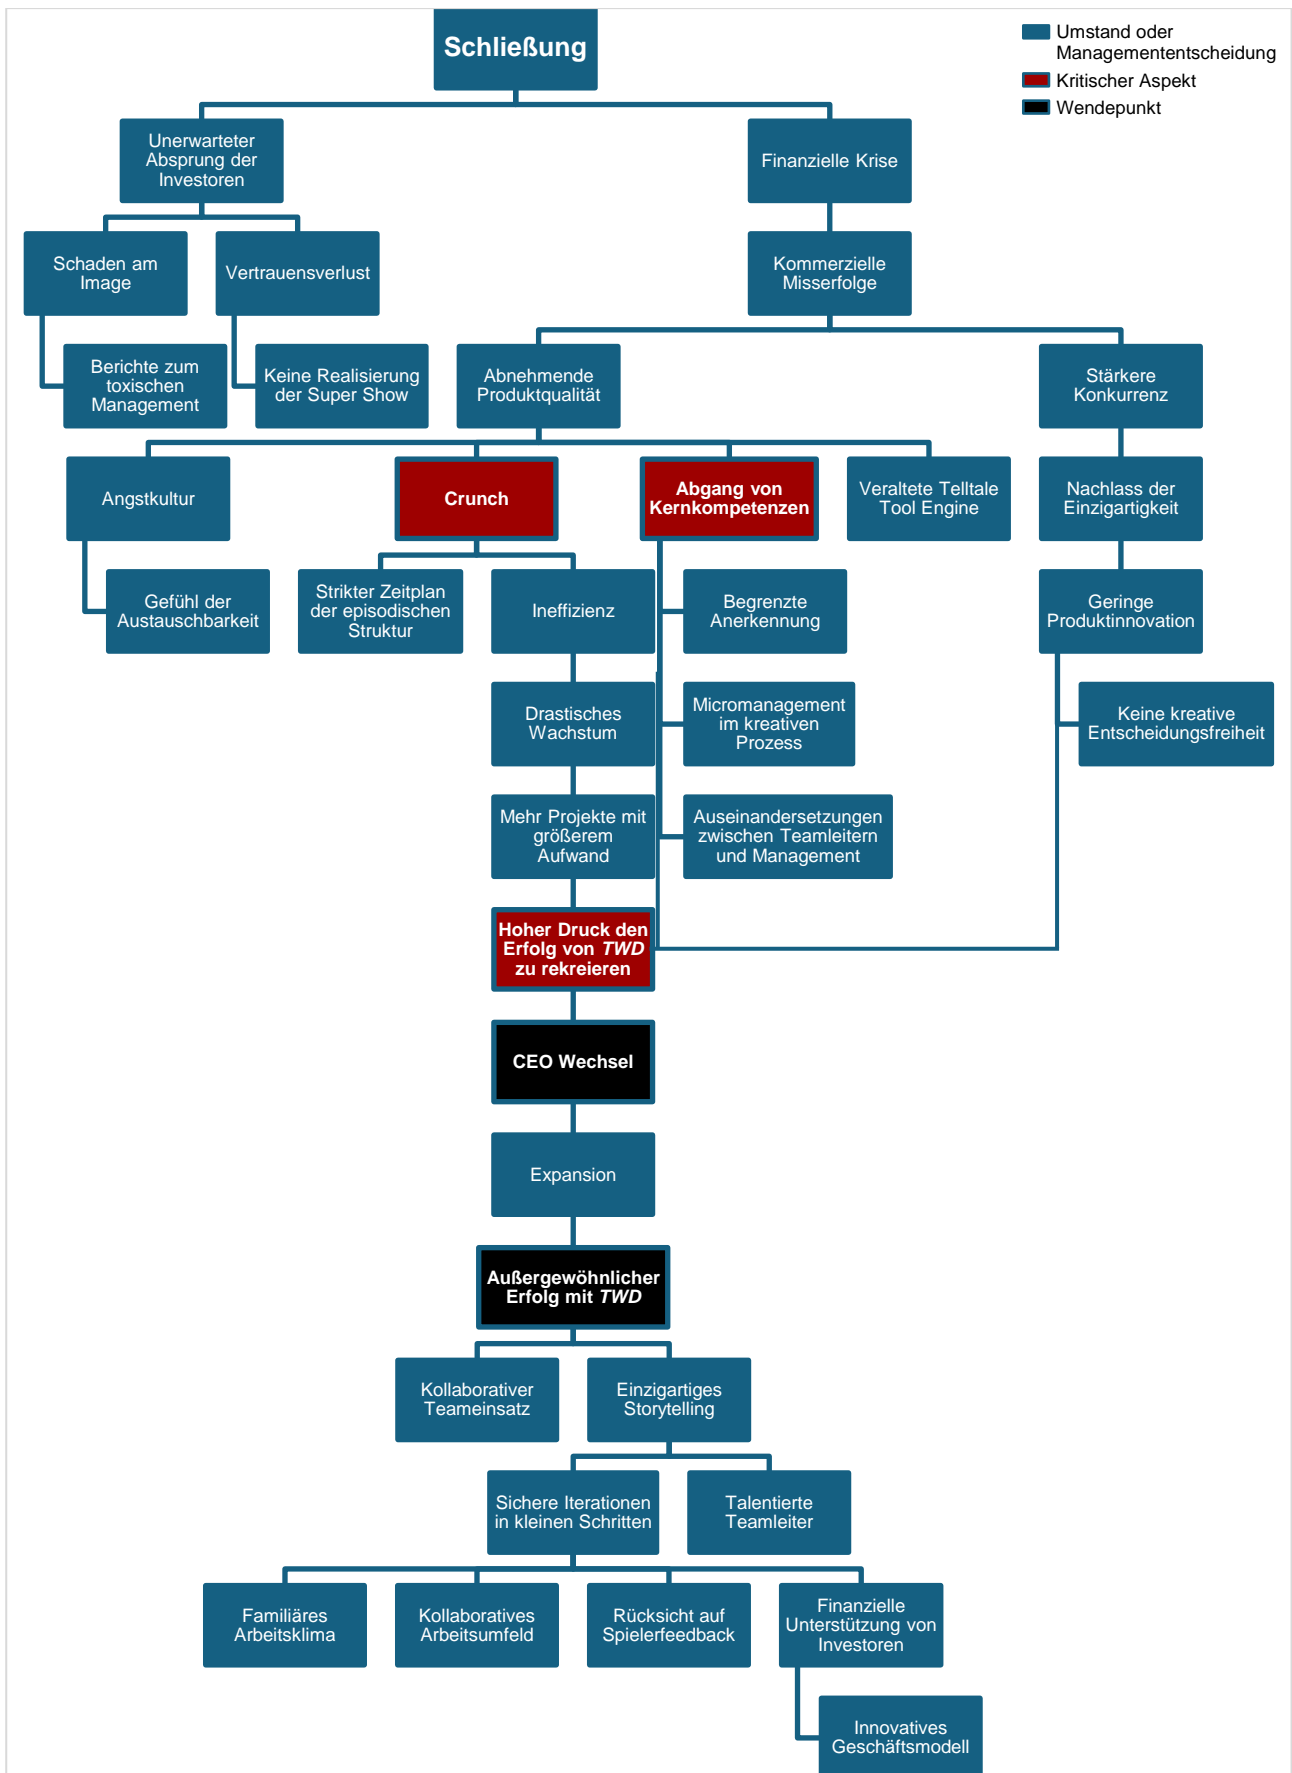 Schließung
Umstand oder
Managemententscheidung
Kritischer Aspekt
Wendepunkt
Unerwarteter
Absprung der
Investoren
Finanzielle Krise
Schaden am
Image
Vertrauensverlust
Kommerzielle
Misserfolge
Berichte zum
toxischen
Management
Keine Realisierung
der Super Show
Abnehmende
Produktqualität
Stärkere
Konkurrenz
Angstkultur
Crunch
Abgang von
Kernkompetenzen
Veraltete Telltale
Tool Engine
Nachlass der
Einzigartigkeit
Gefühl der
Austauschbarkeit
Strikter Zeitplan
der episodischen
Struktur
Ineffizienz
Begrenzte
Anerkennung
Geringe
Produktinnovation
Drastisches
Wachstum
Micromanagement
im kreativen
Prozess
Keine kreative
Entscheidungsfreiheit
Mehr Projekte mit
größerem
Aufwand
Auseinandersetzungen
zwischen Teamleitern
und Management
Hoher Druck den
Erfolg von TWD
zu rekreieren
CEO Wechsel
Expansion
Außergewöhnlicher
Erfolg mit TWD
Kollaborativer
Teameinsatz
Einzigartiges
Storytelling
Sichere Iterationen
in kleinen Schritten
Talentierte
Teamleiter
Familiäres
Arbeitsklima
Kollaboratives
Arbeitsumfeld
Rücksicht auf
Spielerfeedback
Finanzielle
Unterstützung von
Investoren
Innovatives
Geschäftsmodell